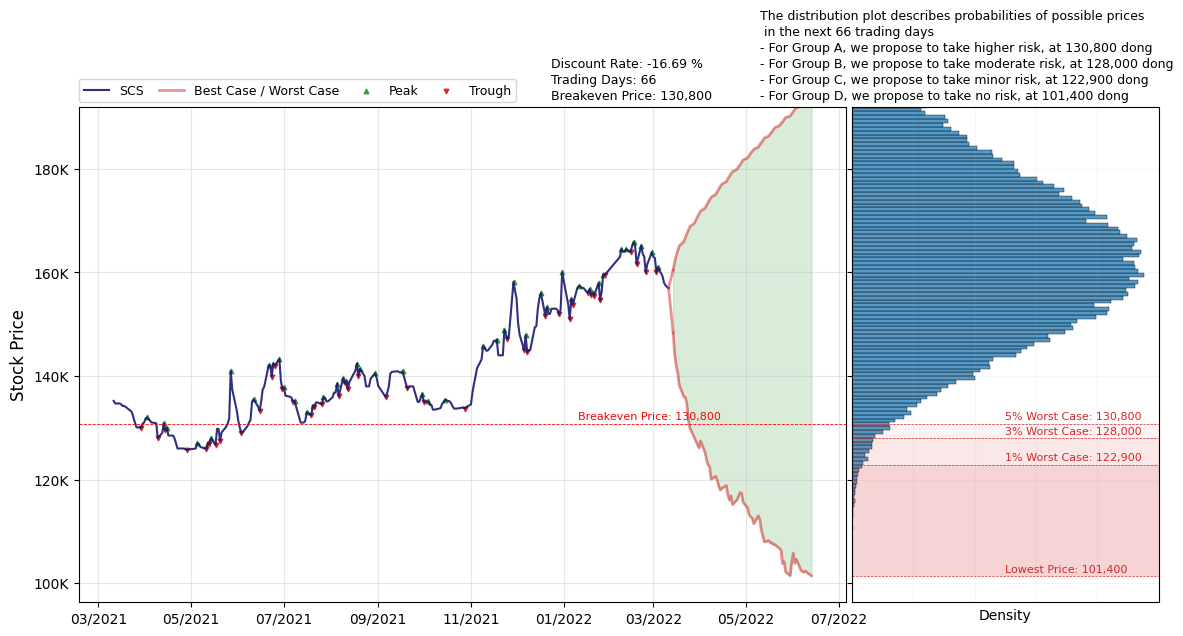 The distribution plot describes probabilities of possible prices
in the next 66 trading days
- For Group A, we propose to take higher risk, at 130,800 dong
- For Group B, we propose to take moderate risk, at 128,000 dong
- For Group C, we propose to take minor risk, at 122,900 dong
- For Group D, we propose to take no risk, at 101,400 dong
Discount Rate: -16.69 %
Trading Days: 66
Breakeven Price: 130,800
SCS Best Case / Worst Case Peak Trough
Stock Price
180K
160K
140K
120K
100K
Breakeven Price: 130,800
5% Worst Case: 130,800
3% Worst Case: 128,000
1% Worst Case: 122,900
Lowest Price: 101,400
03/2021 05/2021 07/2021 09/2021 11/2021 01/2022 03/2022 05/2022 07/2022
Density